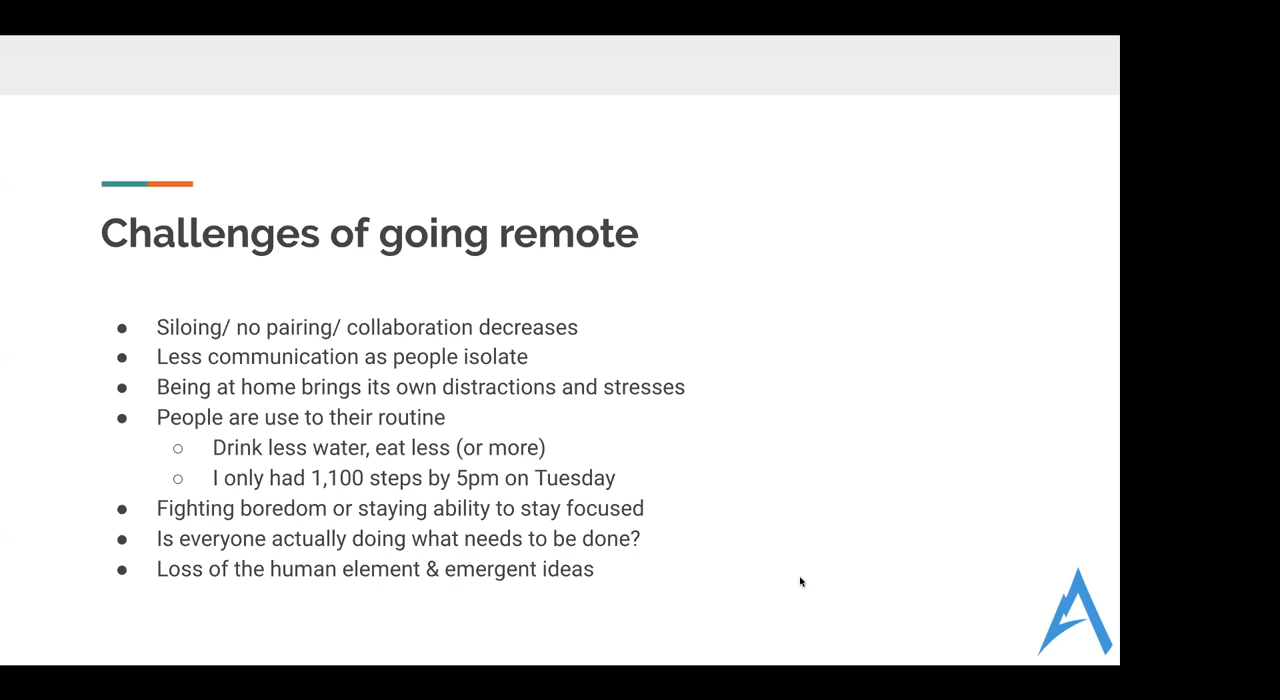 Challenges of going remote
● Siloing/ no pairing/ collaboration decreases
● Less communication as people isolate
● Being at home brings its own distractions and stresses
● People are use to their routine
○ Drink less water, eat less (or more)
○ I only had 1,100 steps by 5pm on Tuesday
● Fighting boredom or staying ability to stay focused
● Is everyone actually doing what needs to be done?
● Loss of the human element & emergent ideas